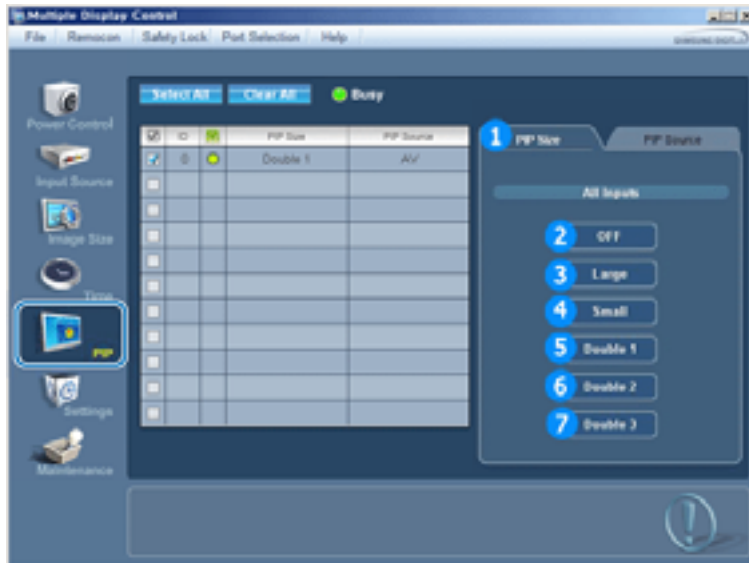 Multiple Display Control
File Remocon Safety Lock Port Selection Help
Select All Clear All Busy
ID PIP Size PIP Source
0 Double 1 AV
Power Control
Input Source
Image Size
Time
PIP
Settings
Maintenance
1 PIP Size PIP Source
All Inputs
2 OFF
3 Large
4 Small
5 Double 1
6 Double 2
7 Double 3